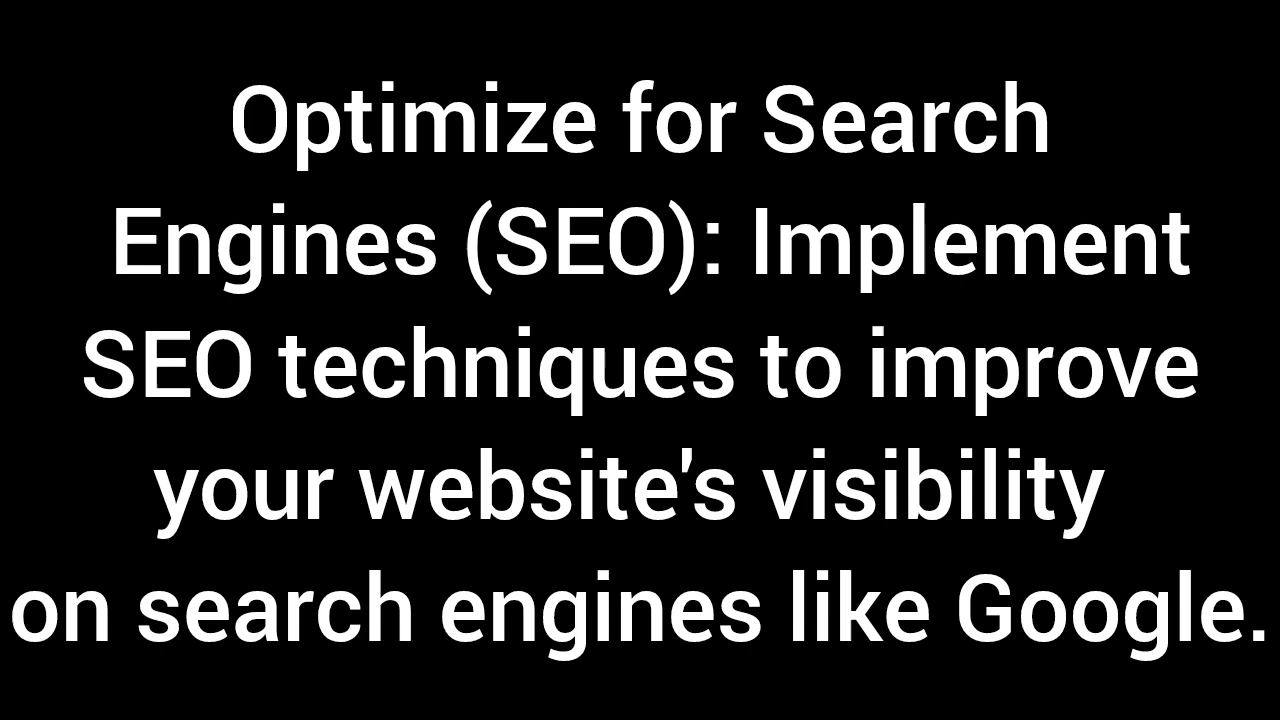 Optimize for Search
Engines (SEO): Implement
SEO techniques to improve
your website's visibility
on search engines like Google.